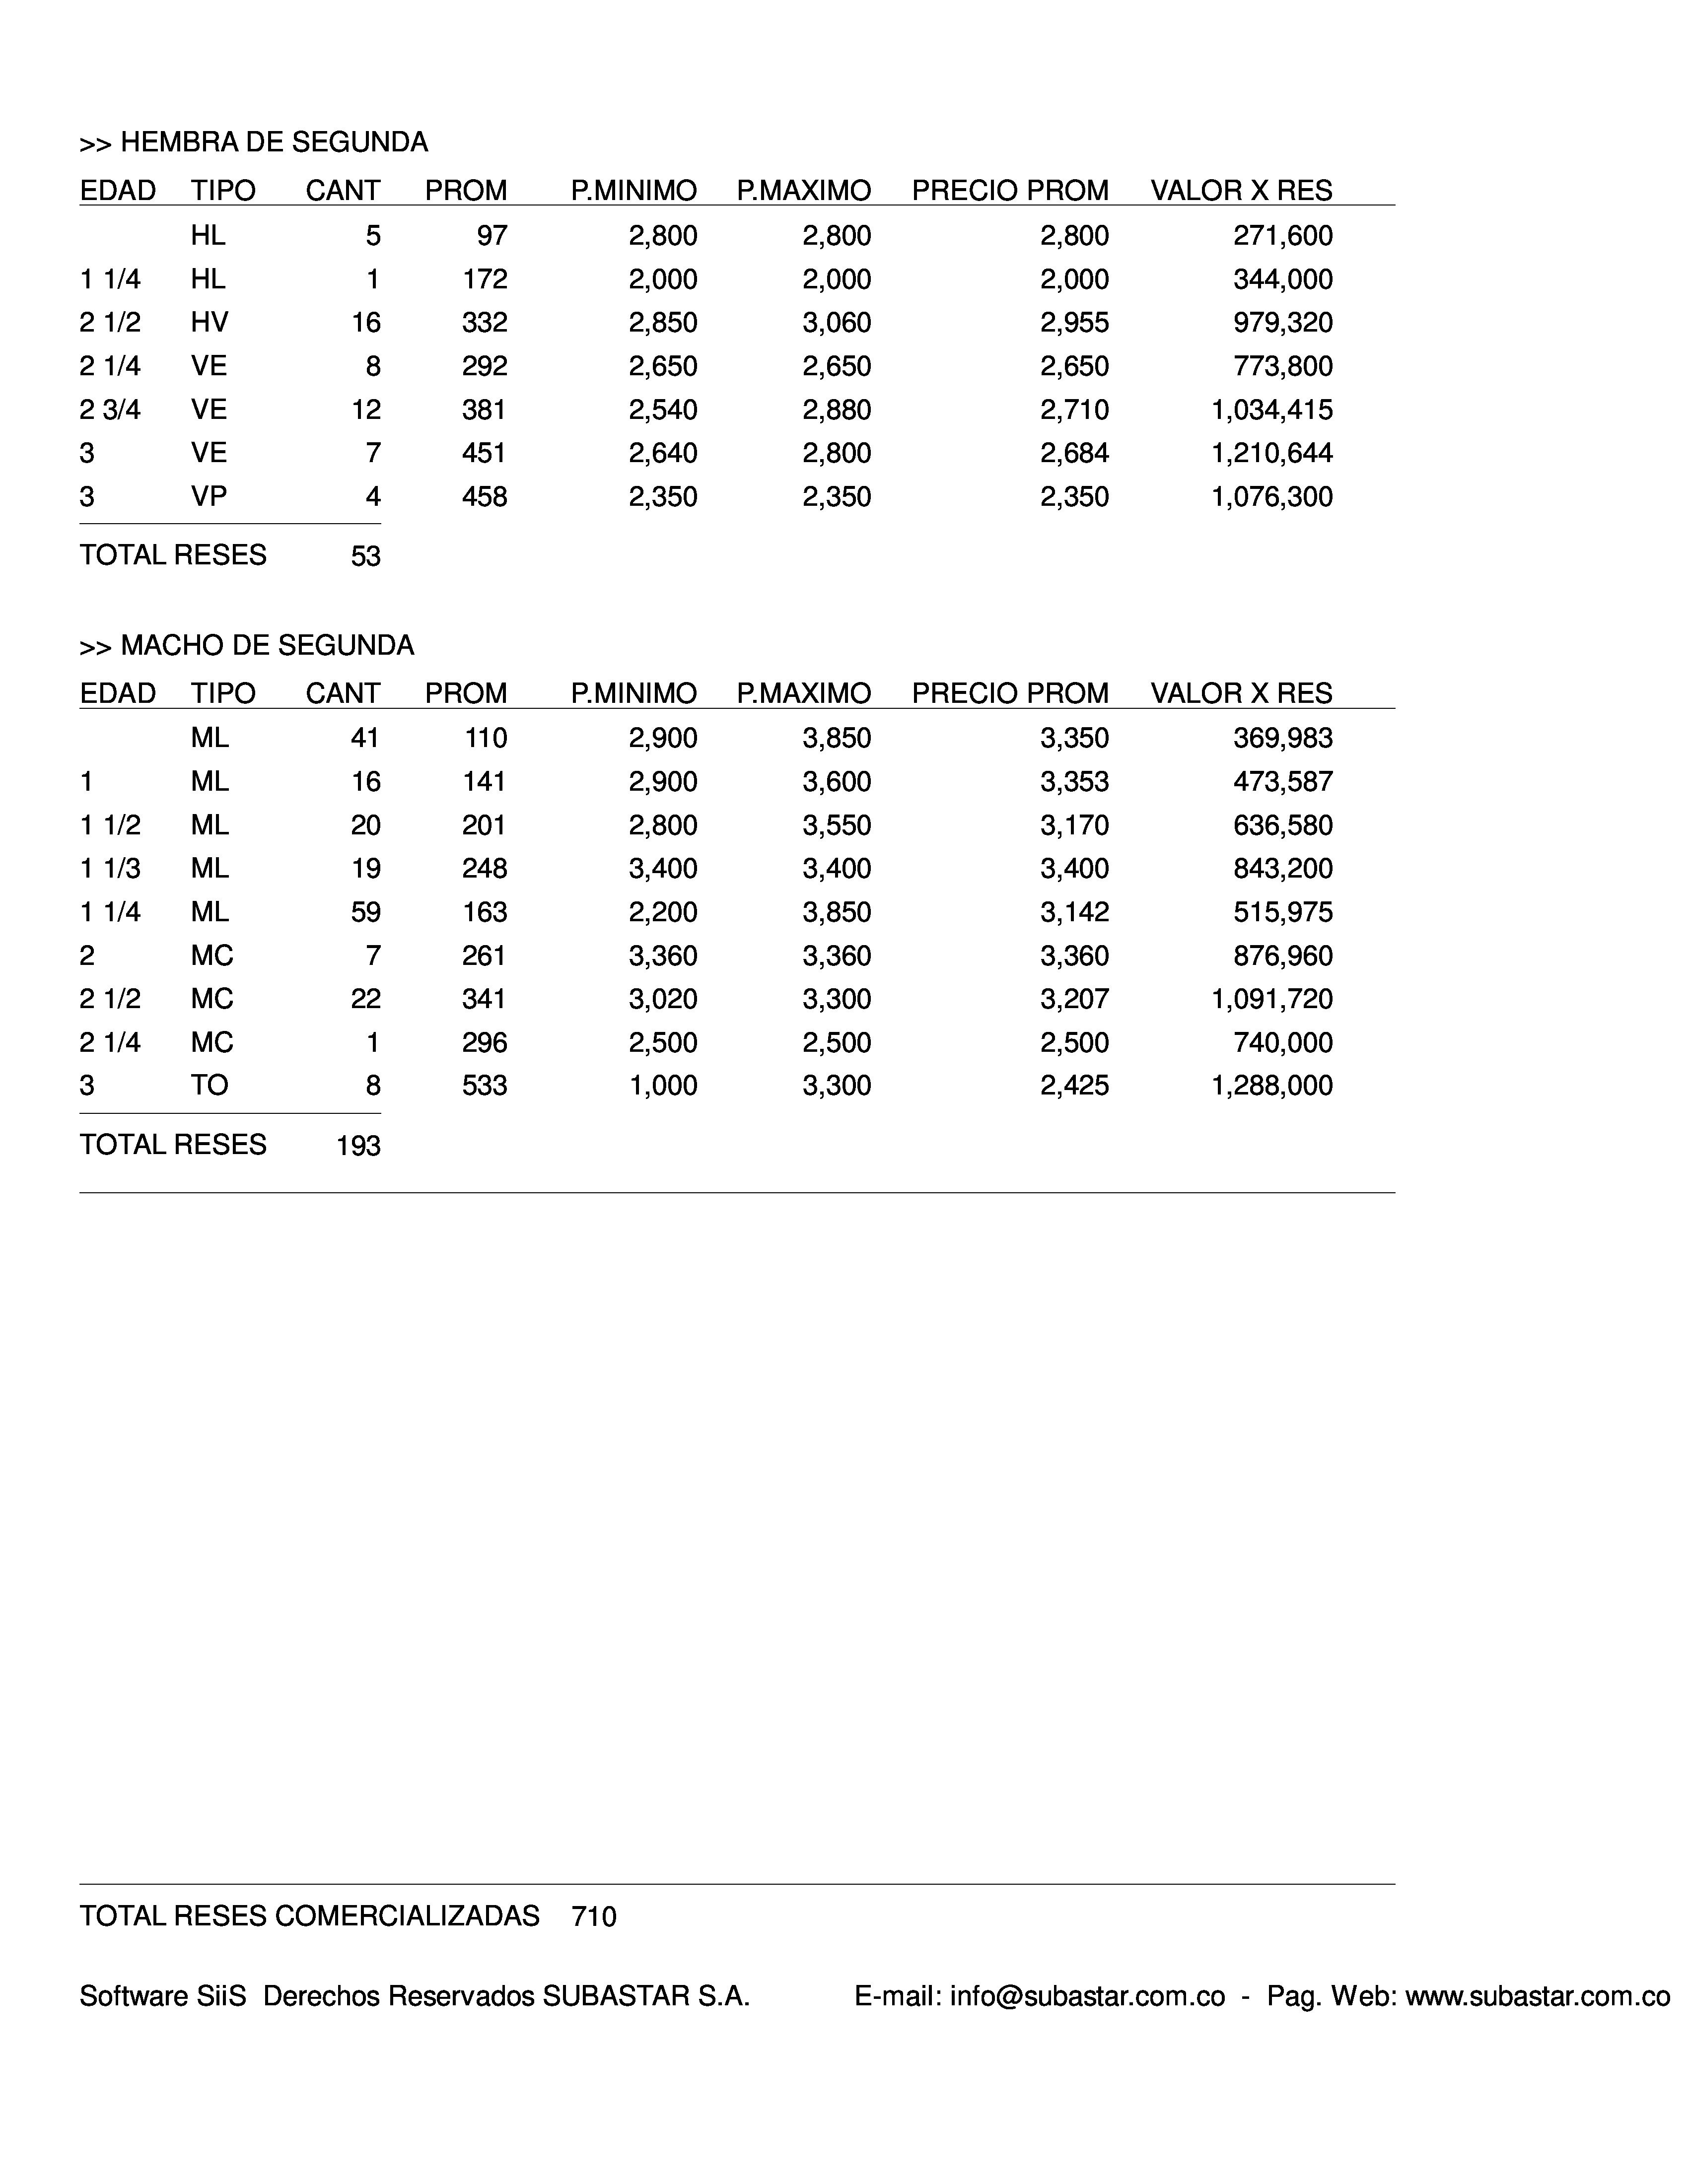 >> HEMBRA DE SEGUNDA
EDAD TIPO CANT PROM P.MINIMO P.MAXIMO PRECIO PROM VALOR X RES
HL 5 97 2,800 2,800 2,800 271,600
1 1/4 HL 1 172 2,000 2,000 2,000 344,000
2 1/2 HV 16 332 2,850 3,060 2,955 979,320
2 1/4 VE 8 292 2,650 2,650 2,650 773,800
2 3/4 VE 12 381 2,540 2,880 2,710 1,034,415
3 VE 7 451 2,640 2,800 2,684 1,210,644
3 VP 4 458 2,350 2,350 2,350 1,076,300
TOTAL RESES 53
>> MACHO DE SEGUNDA
EDAD TIPO CANT PROM P.MINIMO P.MAXIMO PRECIO PROM VALOR X RES
ML 41 110 2,900 3,850 3,350 369,983
1 ML 16 141 2,900 3,600 3,353 473,587
1 1/2 ML 20 201 2,800 3,550 3,170 636,580
1 1/3 ML 19 248 3,400 3,400 3,400 843,200
1 1/4 ML 59 163 2,200 3,850 3,142 515,975
2 MC 7 261 3,360 3,360 3,360 876,960
2 1/2 MC 22 341 3,020 3,300 3,207 1,091,720
2 1/4 MC 1 296 2,500 2,500 2,500 740,000
3 TO 8 533 1,000 3,300 2,425 1,288,000
TOTAL RESES 193
TOTAL RESES COMERCIALIZADAS 710
Software SiiS Derechos Reservados SUBASTAR S.A. E-mail: info@subastar.com.co - Pag. Web: www.subastar.com.co